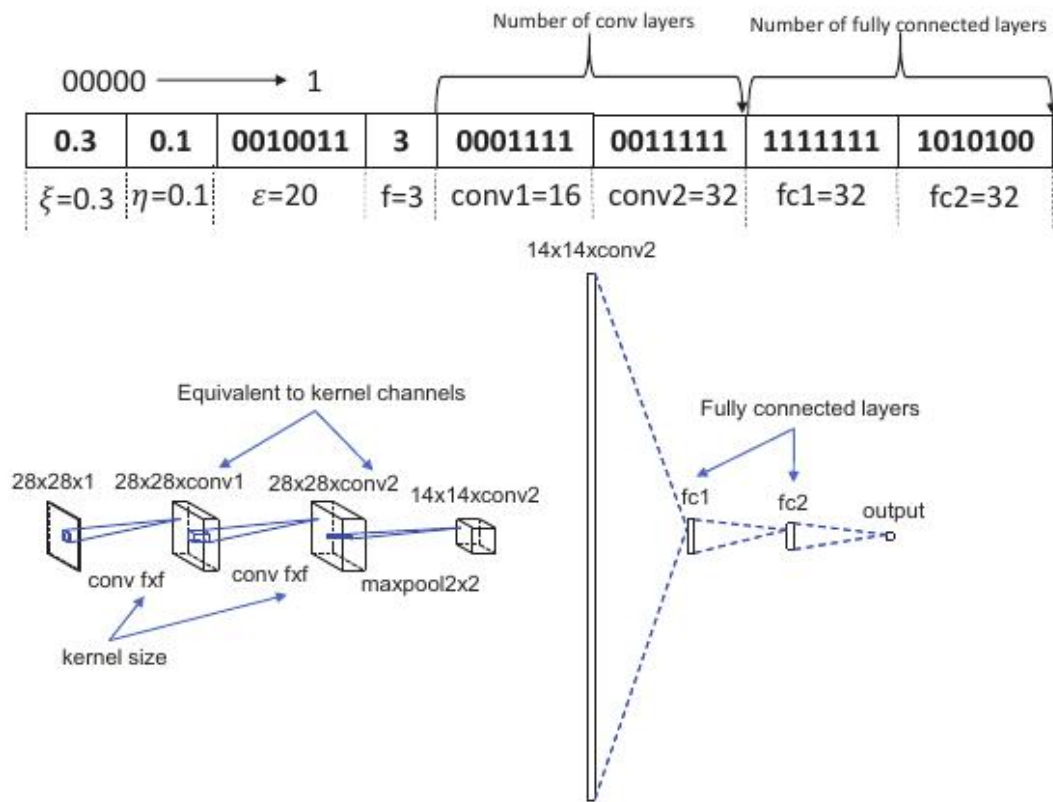 Number of conv layers
Number of fully connected layers
00000 1
0.3 0.1 0010011 3 0001111 0011111 1111111 1010100
ξ=0.3 η=0.1 ε=20 f=3 conv1=16 conv2=32 fc1=32 fc2=32
14x14xconv2
Equivalent to kernel channels
Fully connected layers
28x28x1 28x28xconv1 28x28xconv2 14x14xconv2
fc1 fc2 output
conv fxf conv fxf maxpool2x2
kernel size